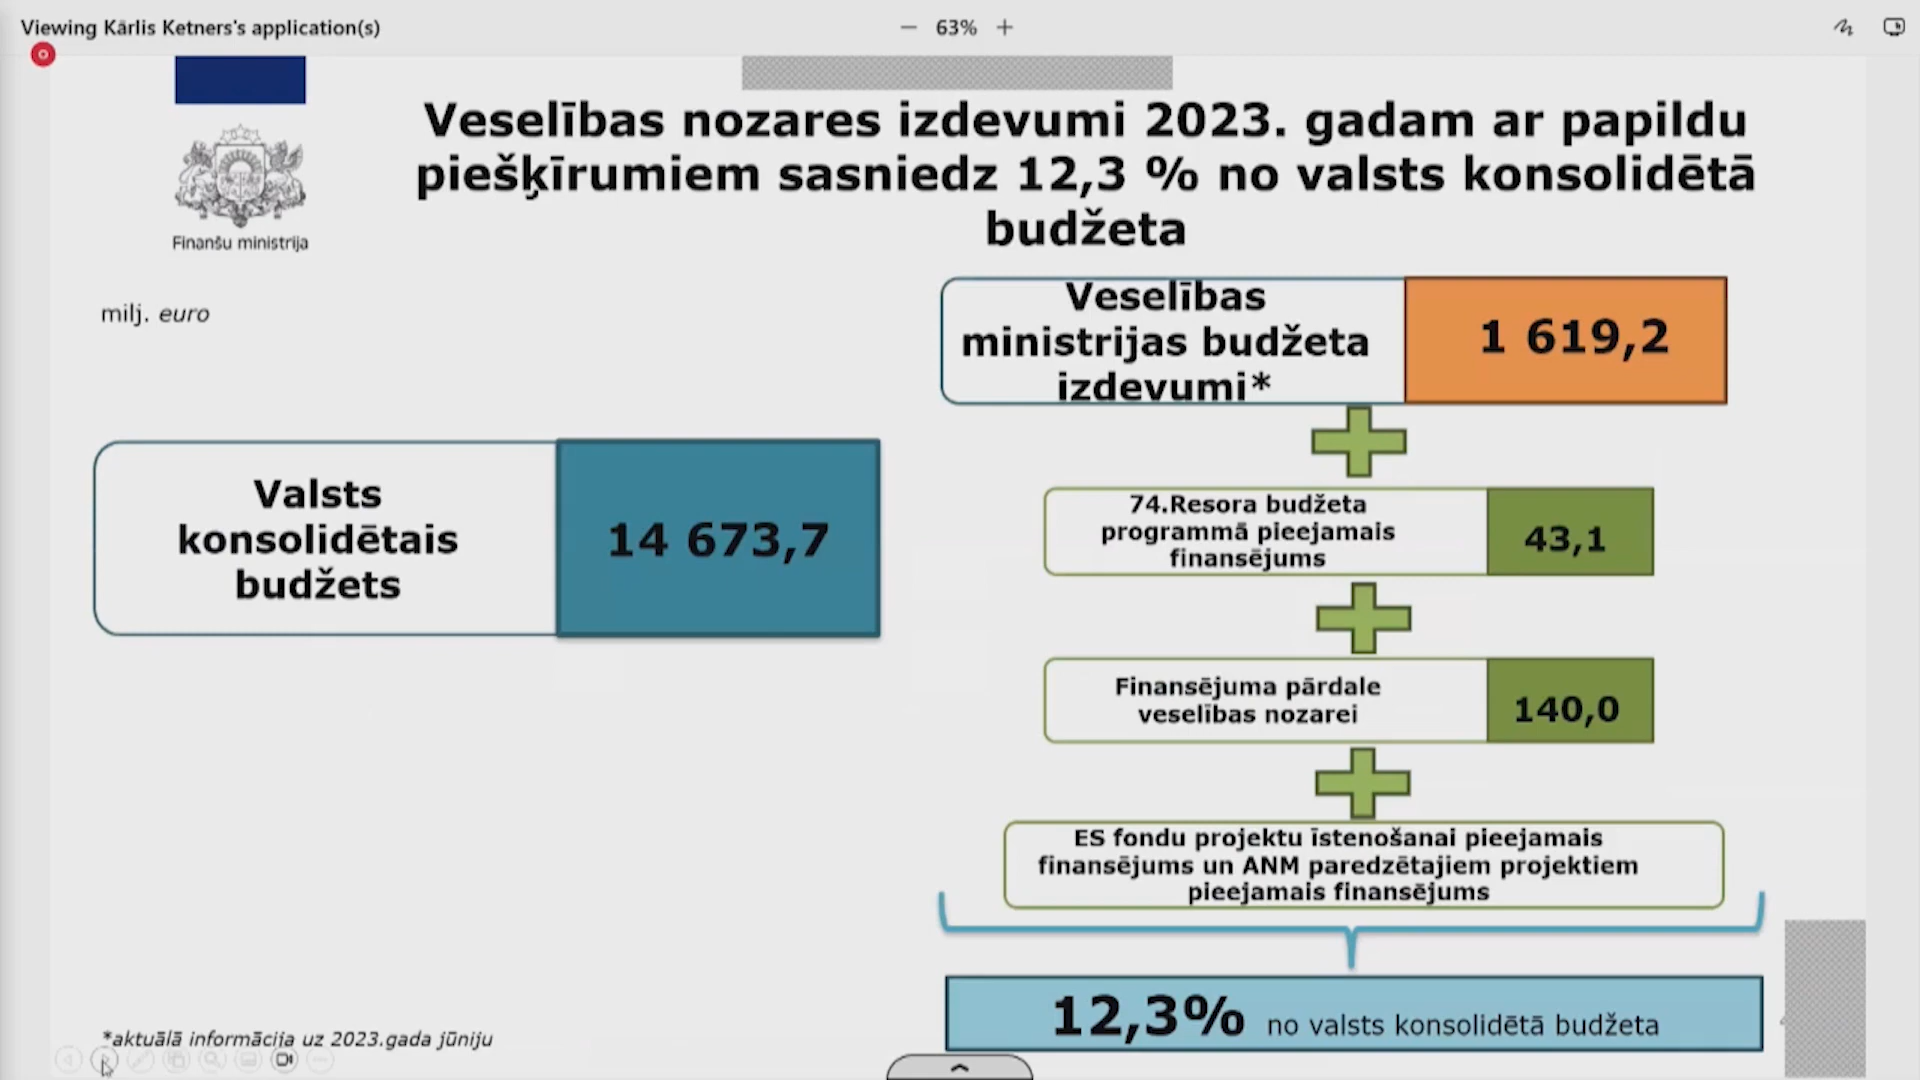 Viewing Kārlis Ketners's application(s)
63%
Veselības nozares izdevumi 2023. gadam ar papildu
piešķīrumiem sasniedz 12,3 % no valsts konsolidētā
budžeta
Finanšu ministrija
milj. euro
Valsts
konsolidētais
budžets
14 673,7
Veselības
ministrijas budžeta
izdevumi*
1 619,2
74.Resora budžeta
programmā pieejamais
finansējums
43,1
Finansējuma pārdale
veselības nozarei
140,0
ES fondu projektu īstenošanai pieejamais
finansējums un ANM paredzētajiem projektiem
pieejamais finansējums
12,3% no valsts konsolidētā budžeta
*aktuālā informācija uz 2023.gada jūniju